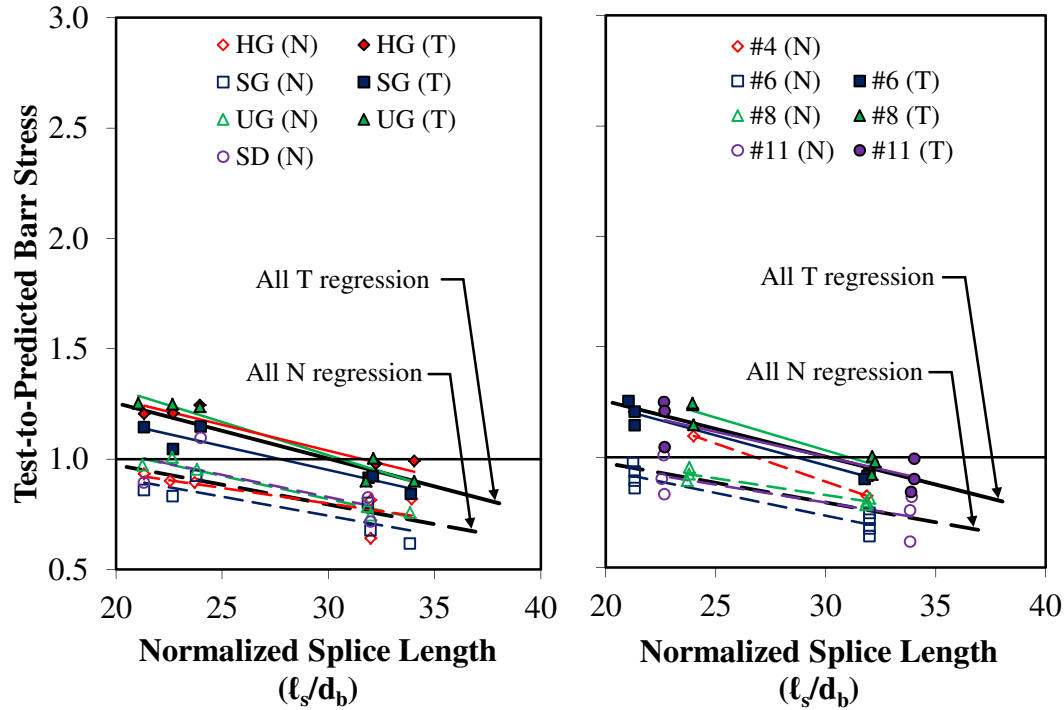 Test-to-Predicted Barr Stress
3.0
2.5
2.0
1.5
1.0
0.5
HG (N)
HG (T)
SG (N)
SG (T)
UG (N)
UG (T)
SD (N)
All T regression
All N regression
20
25
30
35
40
Normalized Splice Length
(ℓs/db)
#4 (N)
#6 (N)
#6 (T)
#8 (N)
#8 (T)
#11 (N)
#11 (T)
All T regression
All N regression
20
25
30
35
40
Normalized Splice Length
(ℓs/db)